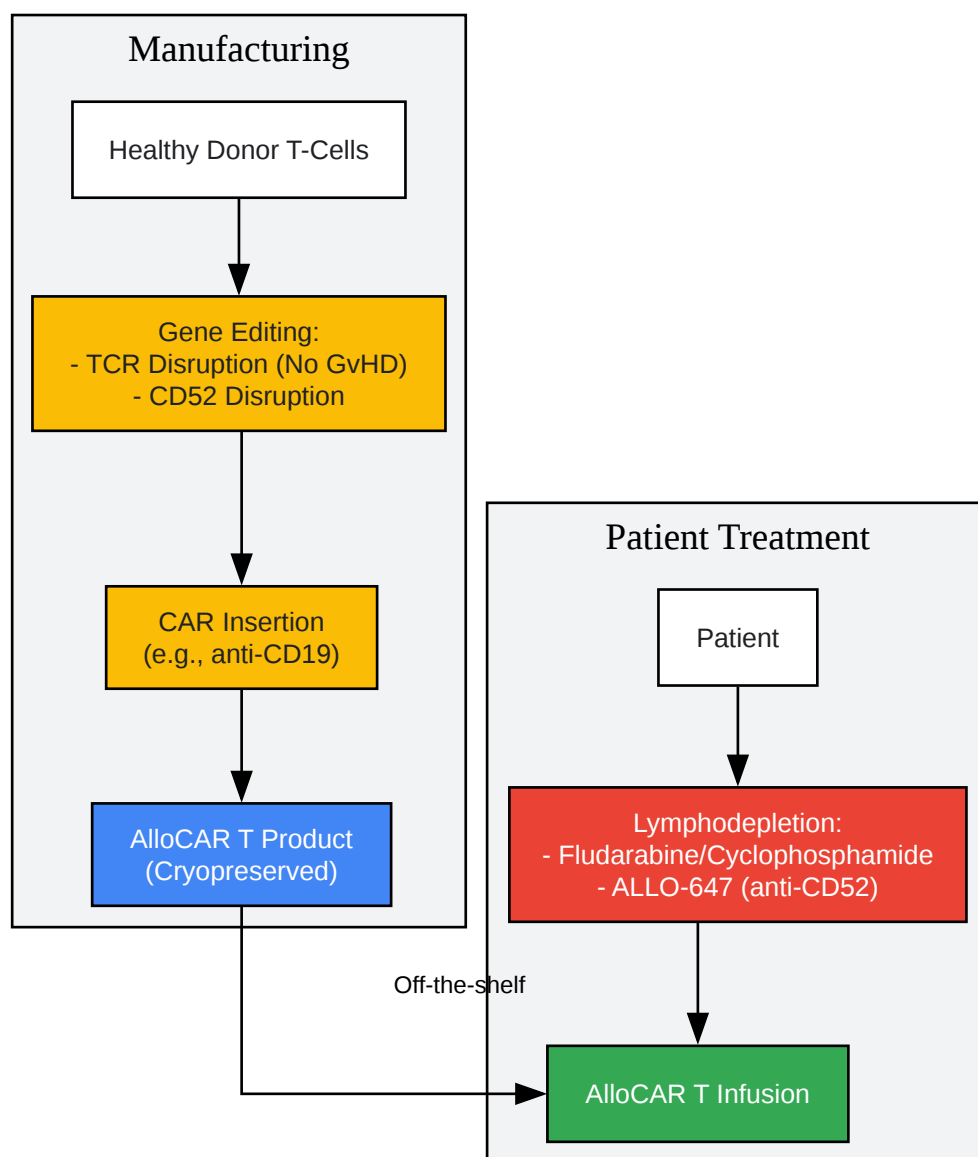 Manufacturing
Healthy Donor T-Cells
Gene Editing:
- TCR Disruption (No GvHD)
- CD52 Disruption
CAR Insertion
(e.g., anti-CD19)
AlloCAR T Product
(Cryopreserved)
Off-the-shelf
Patient Treatment
Patient
Lymphodepletion:
- Fludarabine/Cyclophosphamide
- ALLO-647 (anti-CD52)
AlloCAR T Infusion